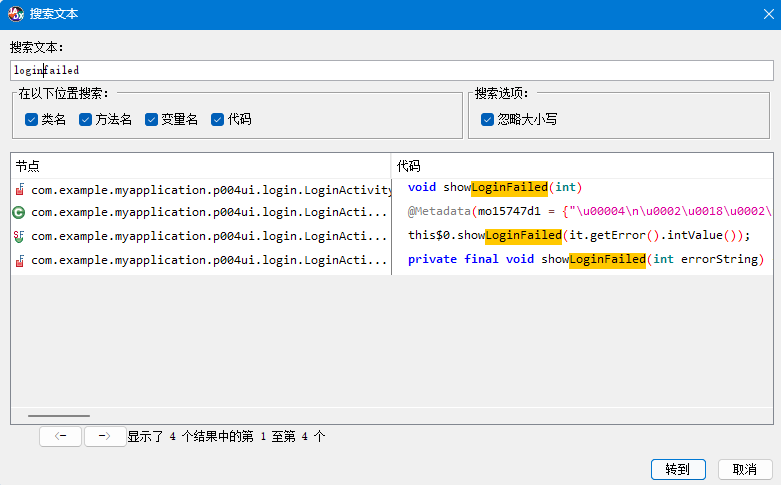 搜索文本
搜索文本：
loginfailed
在以下位置搜索：
类名 方法名 变量名 代码
搜索选项：
忽略大小写
节点 代码
com.example.myapplication.p004ui.login.LoginActivity void showLoginFailed(int)
com.example.myapplication.p004ui.login.LoginActi... @Metadata(mo15747d1 = {"\u00004\n\u0002\u0018\u0002\
com.example.myapplication.p004ui.login.LoginActi... this$0.showLoginFailed(it.getError().intValue());
com.example.myapplication.p004ui.login.LoginActi... private final void showLoginFailed(int errorString)
<- -> 显示了 4 个结果中的第 1 至第 4 个
转到 取消